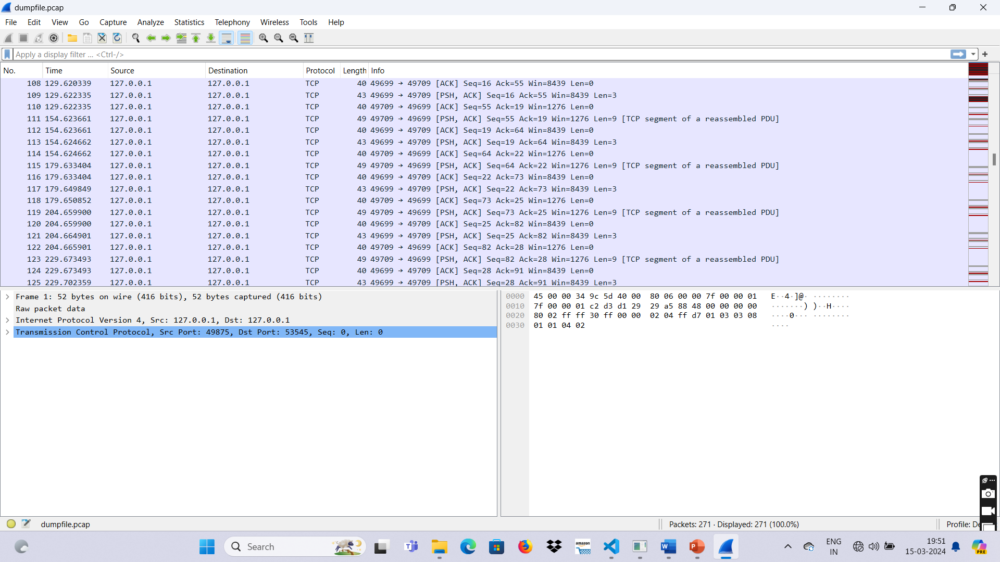 dumpfile.pcap
File Edit View Go Capture Analyze Statistics Telephony Wireless Tools Help
Apply a display filter ... <Ctrl-/>
No. Time Source Destination Protocol Length Info
108 129.620339 127.0.0.1 127.0.0.1 TCP 40 49699 → 49709 [ACK] Seq=16 Ack=55 Win=8439 Len=0
109 129.622335 127.0.0.1 127.0.0.1 TCP 43 49699 → 49709 [PSH, ACK] Seq=16 Ack=55 Win=8439 Len=3
110 129.622335 127.0.0.1 127.0.0.1 TCP 40 49709 → 49699 [ACK] Seq=55 Ack=19 Win=1276 Len=0
111 154.623661 127.0.0.1 127.0.0.1 TCP 49 49709 → 49699 [PSH, ACK] Seq=55 Ack=19 Win=1276 Len=9 [TCP segment of a reassembled PDU]
112 154.623661 127.0.0.1 127.0.0.1 TCP 40 49699 → 49709 [ACK] Seq=19 Ack=64 Win=8439 Len=0
113 154.624662 127.0.0.1 127.0.0.1 TCP 43 49699 → 49709 [PSH, ACK] Seq=19 Ack=64 Win=8439 Len=3
114 154.624662 127.0.0.1 127.0.0.1 TCP 40 49709 → 49699 [ACK] Seq=64 Ack=22 Win=1276 Len=0
115 179.633404 127.0.0.1 127.0.0.1 TCP 49 49709 → 49699 [PSH, ACK] Seq=64 Ack=22 Win=1276 Len=9 [TCP segment of a reassembled PDU]
116 179.633404 127.0.0.1 127.0.0.1 TCP 40 49699 → 49709 [ACK] Seq=22 Ack=73 Win=8439 Len=0
117 179.649849 127.0.0.1 127.0.0.1 TCP 43 49699 → 49709 [PSH, ACK] Seq=22 Ack=73 Win=8439 Len=3
118 179.650852 127.0.0.1 127.0.0.1 TCP 40 49709 → 49699 [ACK] Seq=73 Ack=25 Win=1276 Len=0
119 204.659900 127.0.0.1 127.0.0.1 TCP 49 49709 → 49699 [PSH, ACK] Seq=73 Ack=25 Win=1276 Len=9 [TCP segment of a reassembled PDU]
120 204.659900 127.0.0.1 127.0.0.1 TCP 40 49699 → 49709 [ACK] Seq=25 Ack=82 Win=8439 Len=0
121 204.664901 127.0.0.1 127.0.0.1 TCP 43 49699 → 49709 [PSH, ACK] Seq=25 Ack=82 Win=8439 Len=3
122 204.665901 127.0.0.1 127.0.0.1 TCP 40 49709 → 49699 [ACK] Seq=82 Ack=28 Win=1276 Len=0
123 229.673493 127.0.0.1 127.0.0.1 TCP 49 49709 → 49699 [PSH, ACK] Seq=82 Ack=28 Win=1276 Len=9 [TCP segment of a reassembled PDU]
124 229.673493 127.0.0.1 127.0.0.1 TCP 40 49699 → 49709 [ACK] Seq=28 Ack=91 Win=8439 Len=0
125 229.702359 127.0.0.1 127.0.0.1 TCP 43 49699 → 49709 [PSH, ACK] Seq=28 Ack=91 Win=8439 Len=3
Frame 1: 52 bytes on wire (416 bits), 52 bytes captured (416 bits)
Raw packet data
Internet Protocol Version 4, Src: 127.0.0.1, Dst: 127.0.0.1
Transmission Control Protocol, Src Port: 49875, Dst Port: 53545, Seq: 0, Len: 0
0000 45 00 00 34 9c 5d 40 00 80 06 00 00 7f 00 00 01 E··4·]@· ········
0010 7f 00 00 01 c2 d3 d1 29 29 a5 88 48 00 00 00 00 ·······) )··H····
0020 80 02 ff ff 30 ff 00 00 02 04 ff d7 01 03 03 08 ····0··· ········
0030 01 01 04 02 ····
dumpfile.pcap
Packets: 271 · Displayed: 271 (100.0%)
Profile: De
Search
amazon
ENG
IN
19:51
15-03-2024
PRE